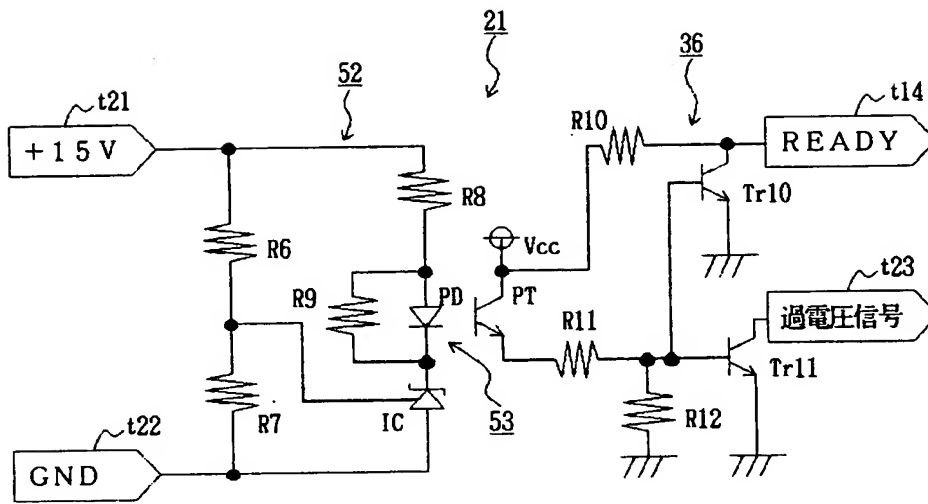 21
52
36
t21
+15V
R10
t14
READY
R8
Tr10
R6
Vcc
t23
R9
PD
PT
R11
過電圧信号
Tr11
R7
IC
R12
t22
53
GND